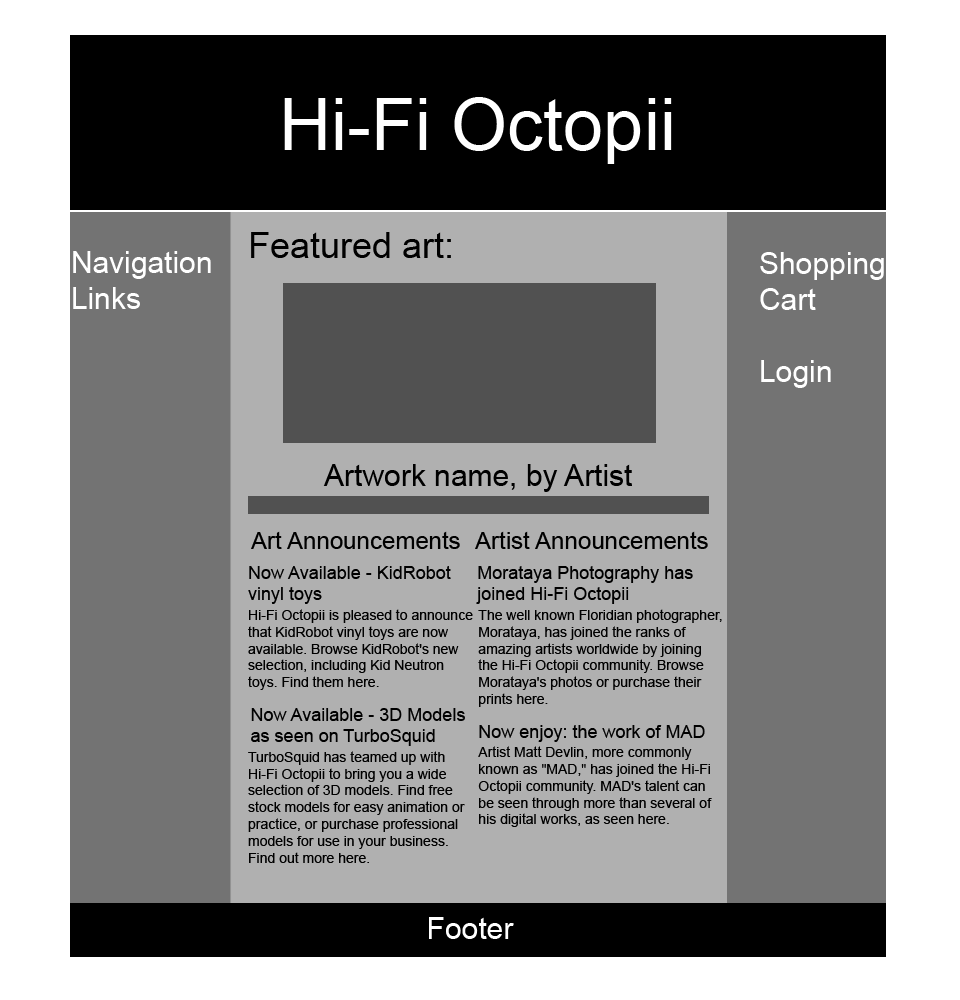 Hi-Fi Octopii
Navigation
Links
Featured art:
Artwork name, by Artist
Art Announcements
Now Available - KidRobot
vinyl toys
Hi-Fi Octopii is pleased to announce
that KidRobot vinyl toys are now
available. Browse KidRobot's new
selection, including Kid Neutron
toys. Find them here.
Now Available - 3D Models
as seen on TurboSquid
TurboSquid has teamed up with
Hi-Fi Octopii to bring you a wide
selection of 3D models. Find free
stock models for easy animation or
practice, or purchase professional
models for use in your business.
Find out more here.
Artist Announcements
Morataya Photography has
joined Hi-Fi Octopii
The well known Floridian photographer,
Morataya, has joined the ranks of
amazing artists worldwide by joining
the Hi-Fi Octopii community. Browse
Morataya's photos or purchase their
prints here.
Now enjoy: the work of MAD
Artist Matt Devlin, more commonly
known as "MAD," has joined the Hi-Fi
Octopii community. MAD's talent can
be seen through more than several of
his digital works, as seen here.
Shopping
Cart
Login
Footer